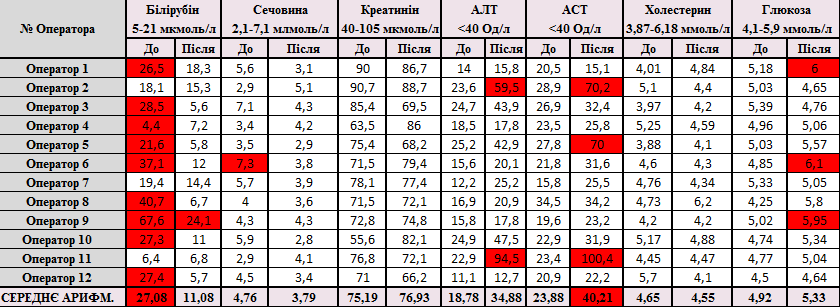 № Оператора Білірубін 5-21 мкмоль/л Сечовина 2,1-7,1 млмоль/л Креатинін 40-105 мкмоль/л АЛТ <40 Од/л АСТ <40 Од/л Холестерин 3,87-6,18 ммоль/л Глюкоза 4,1-5,9 ммоль/л
До Після До Після До Після До Після До Після До Після До Після
Оператор 1 26,5 18,3 5,6 3,1 90 86,7 14 15,8 20,5 15,1 4,01 4,84 5,18 6
Оператор 2 18,1 15,3 2,9 5,1 90,7 88,7 23,6 59,5 28,9 70,2 5,1 4,4 5,03 4,65
Оператор 3 28,5 5,6 7,1 4,3 85,4 69,5 24,7 43,9 26,9 32,4 3,97 4,2 5,39 4,76
Оператор 4 4,4 7,2 3,4 4,2 63,5 86 18,5 17,8 23,5 25,8 5,25 4,59 4,96 5,06
Оператор 5 21,6 5,8 3,5 2,9 75,4 68,2 25,2 42,9 27,8 70 3,88 4,1 5,03 5,57
Оператор 6 37,1 12 7,3 3,8 71,5 79,4 15,6 20,1 21,8 31,6 4,6 4,3 4,85 6,1
Оператор 7 19,4 14,4 5,7 3,9 78,1 77,4 12,2 25,2 15,8 25,5 4,76 4,34 5,33 5,05
Оператор 8 40,7 6,7 4 3,6 71,5 72,1 16,9 20,9 34,5 34,2 4,73 6,2 4,25 5,8
Оператор 9 67,6 24,1 4,3 4,3 72,8 74,8 15,8 17,8 19,6 23,2 4,2 4,2 5,02 5,95
Оператор 10 27,3 11 5,9 2,8 55,6 82,1 24,9 47,5 22,9 31,9 5,17 4,88 4,74 5,34
Оператор 11 6,4 6,8 2,9 4,1 76,8 72,1 22,9 94,5 23,4 100,4 4,45 4,47 4,77 5,04
Оператор 12 27,4 5,7 4,5 3,4 71 66,2 11,1 12,7 20,9 22,2 5,7 4,1 4,5 4,64
СЕРЕДНЄ АРИФМ. 27,08 11,08 4,76 3,79 75,19 76,93 18,78 34,88 23,88 40,21 4,65 4,55 4,92 5,33